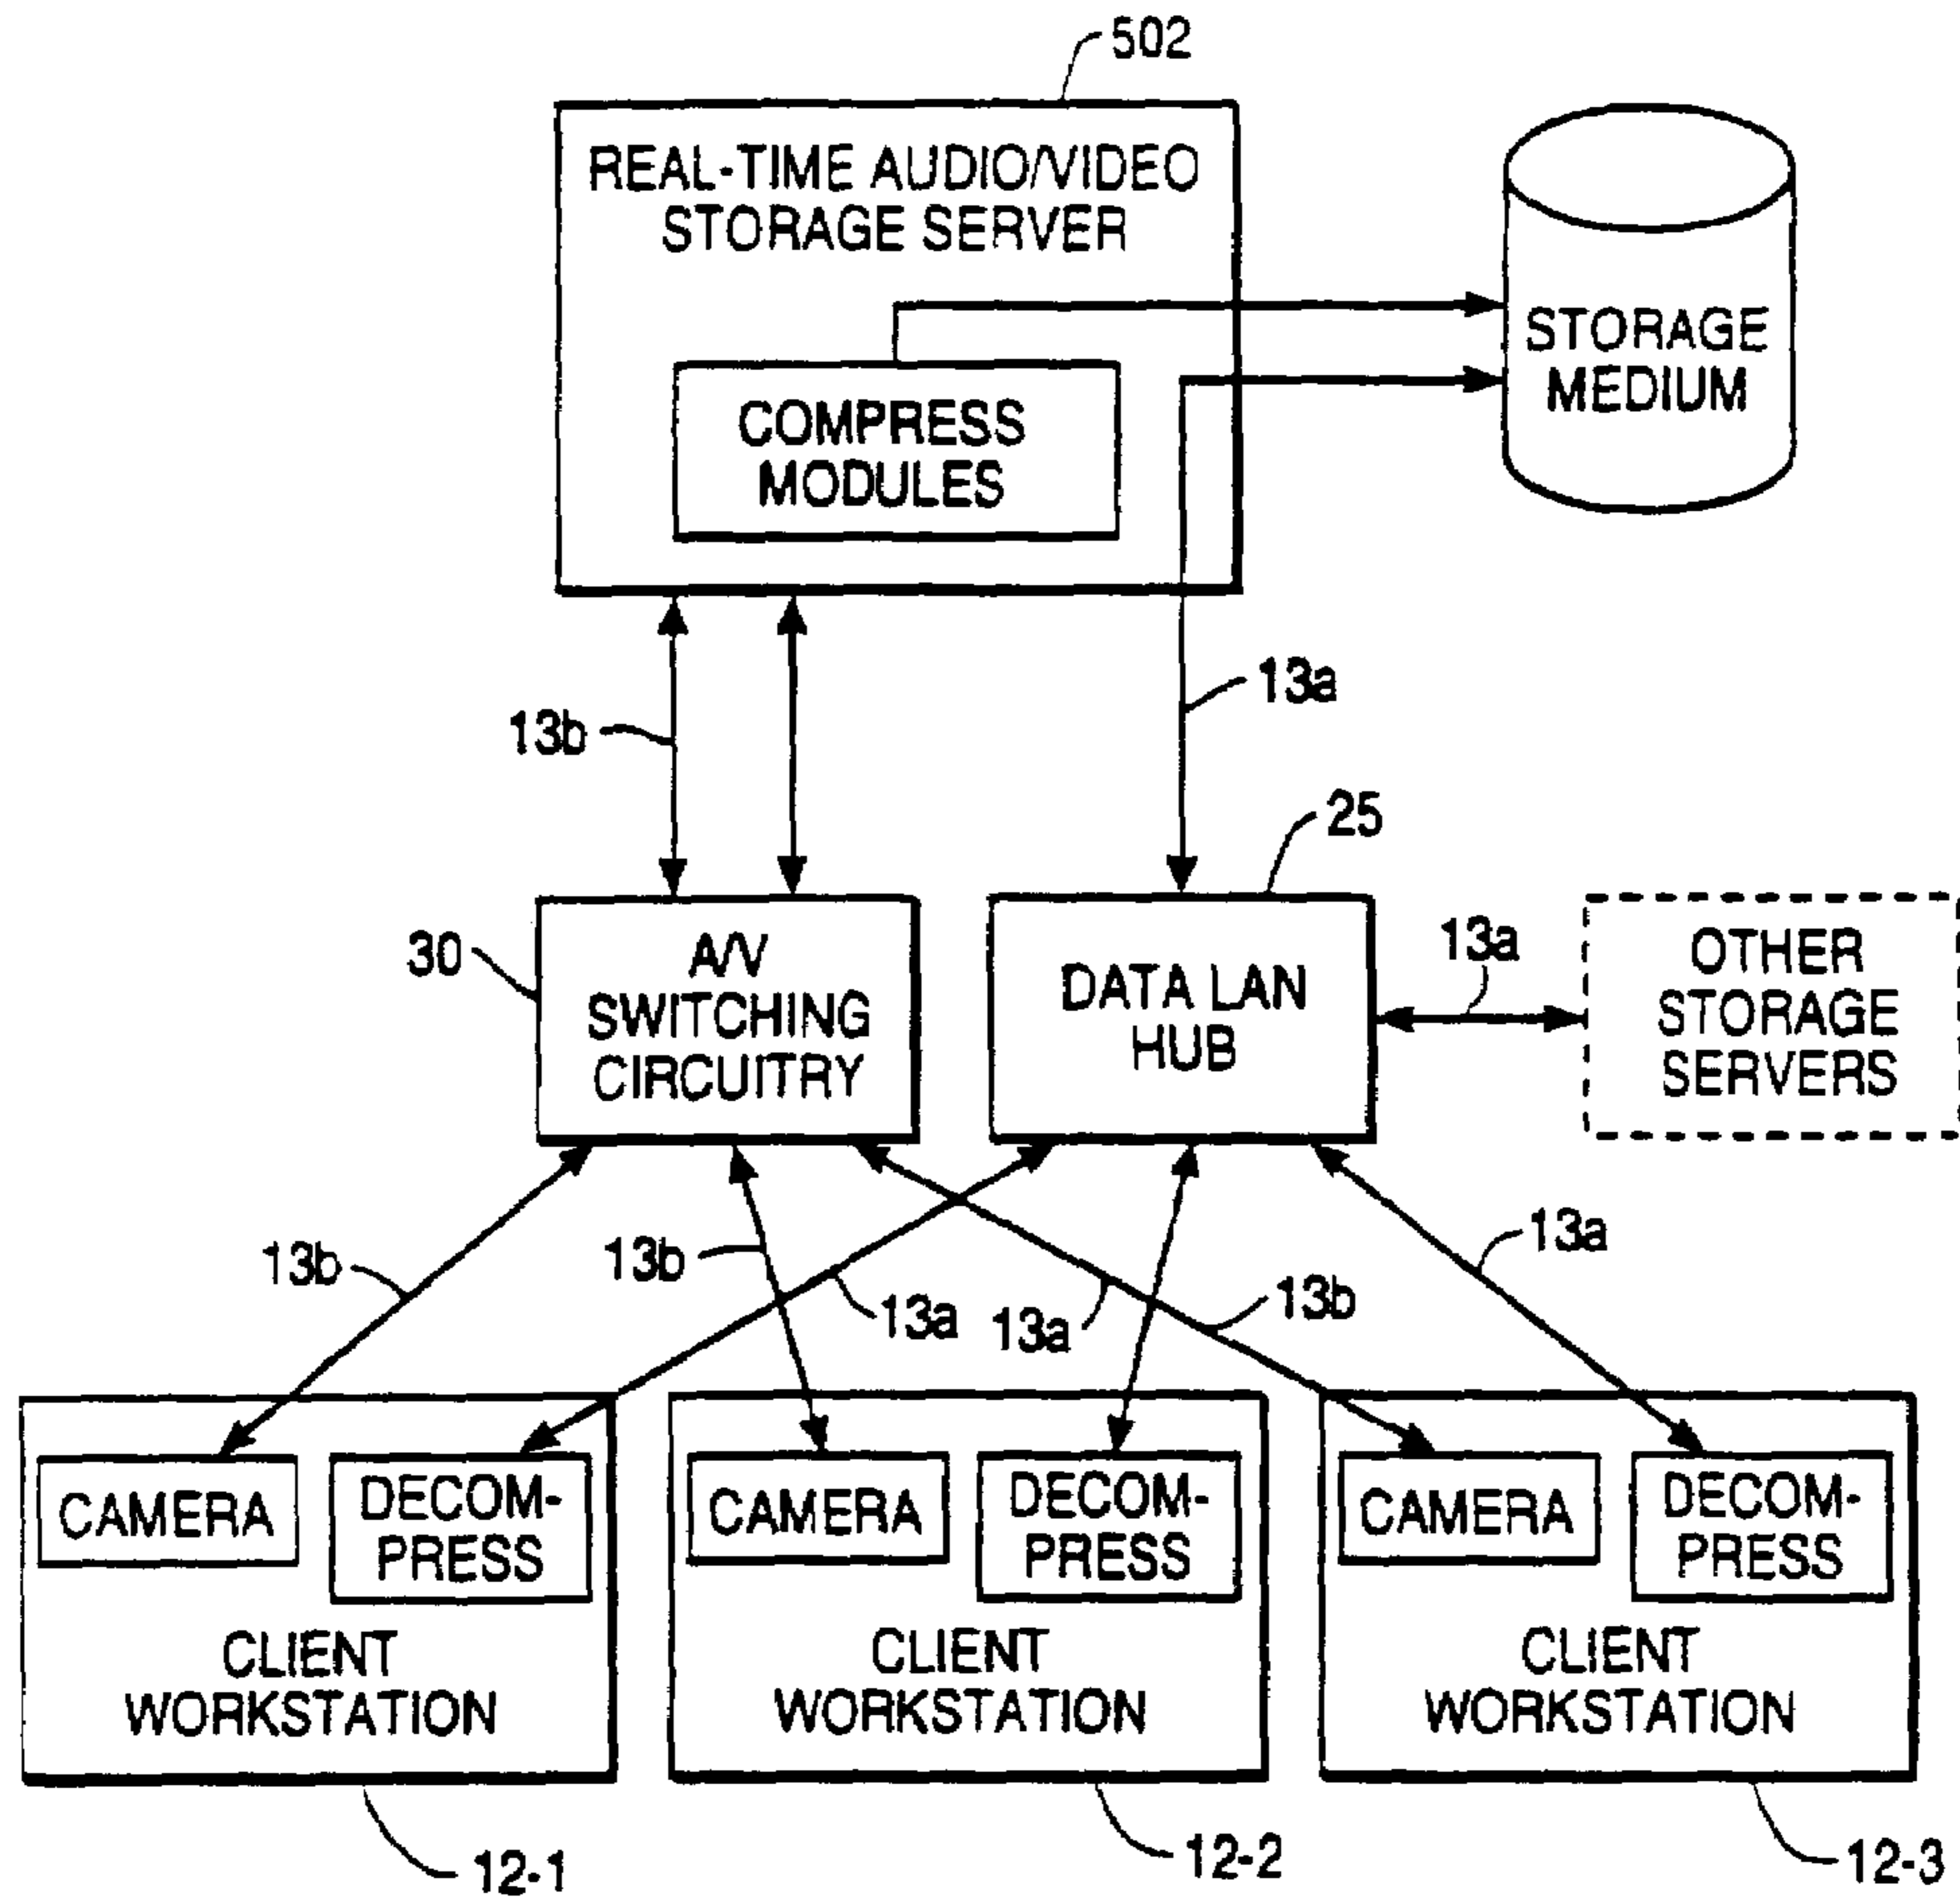 502
REAL-TIME AUDIO/VIDEO
STORAGE SERVER
STORAGE
MEDIUM
COMPRESS
MODULES
13a
13b
25
30
A/V
SWITCHING
CIRCUITRY
DATA LAN
HUB
13a
OTHER
STORAGE
SERVERS
13b
13b
13a
13a
13b
13a
CAMERA
DECOM-
PRESS
CLIENT
WORKSTATION
CAMERA
DECOM-
PRESS
CLIENT
WORKSTATION
CAMERA
DECOM-
PRESS
CLIENT
WORKSTATION
12-1
12-2
12-3